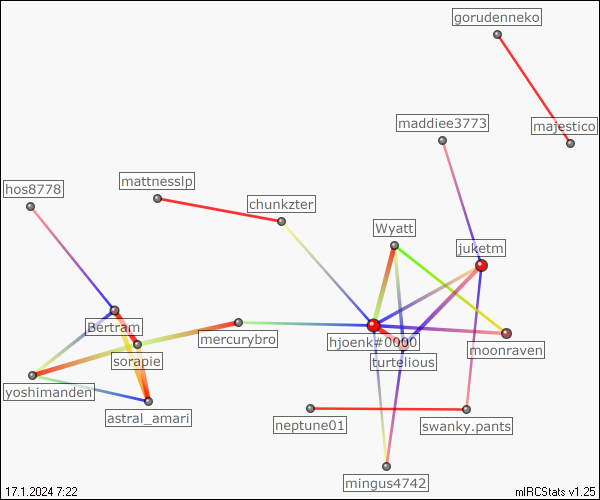 gorudenneko
maddiee3773
majestico
mattnesslp
hos8778
chunkzter
Wyatt
juketm
Bertram
mercurybro
hjoenk#0000
moonraven
sorapie
turtelious
yoshimanden
astral_amari
neptune01
swanky.pants
mingus4742
17.1.2024 7:22
mIRCStats v1.25